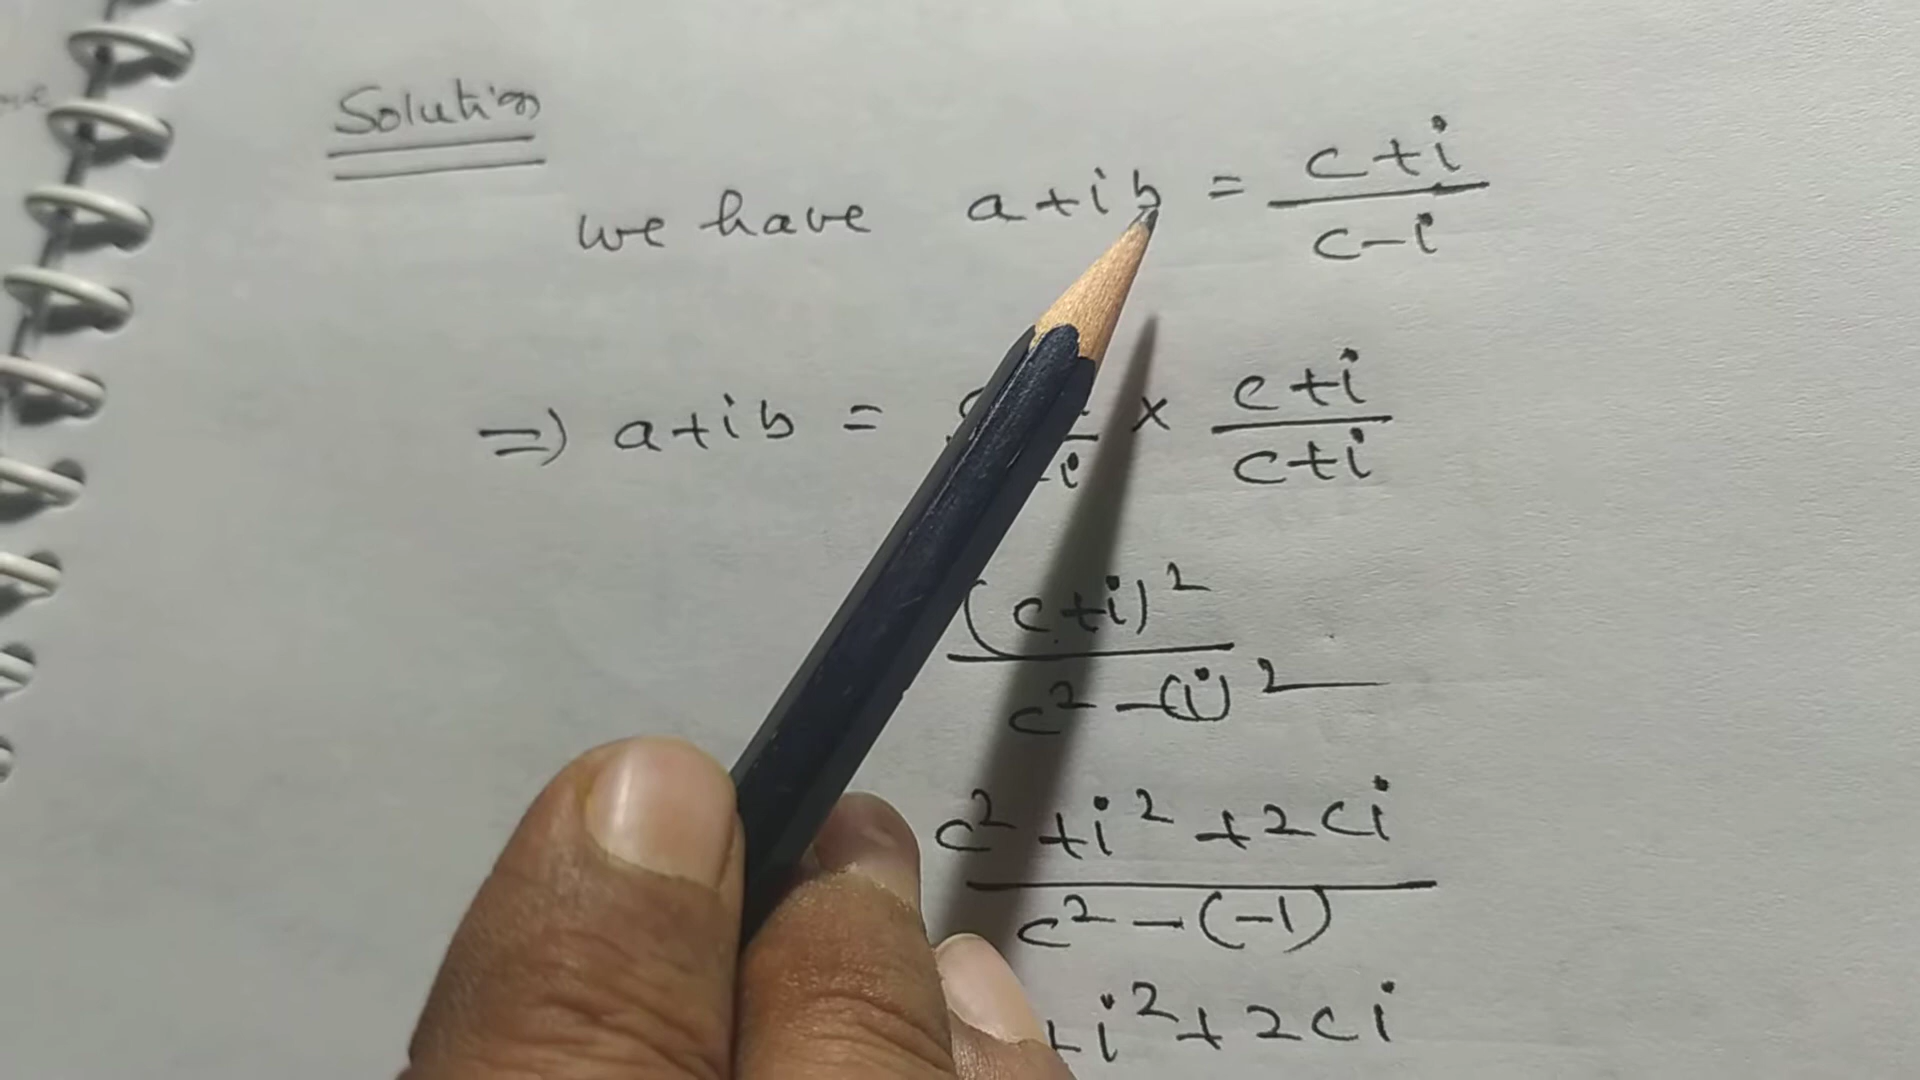 Solution
we have a+ib = c+i / c-i
=) a+ib = × c+i / c+i
(c+i)²
c² -(i)²
c² +i² +2ci
c² -(-1)
+i²+2ci